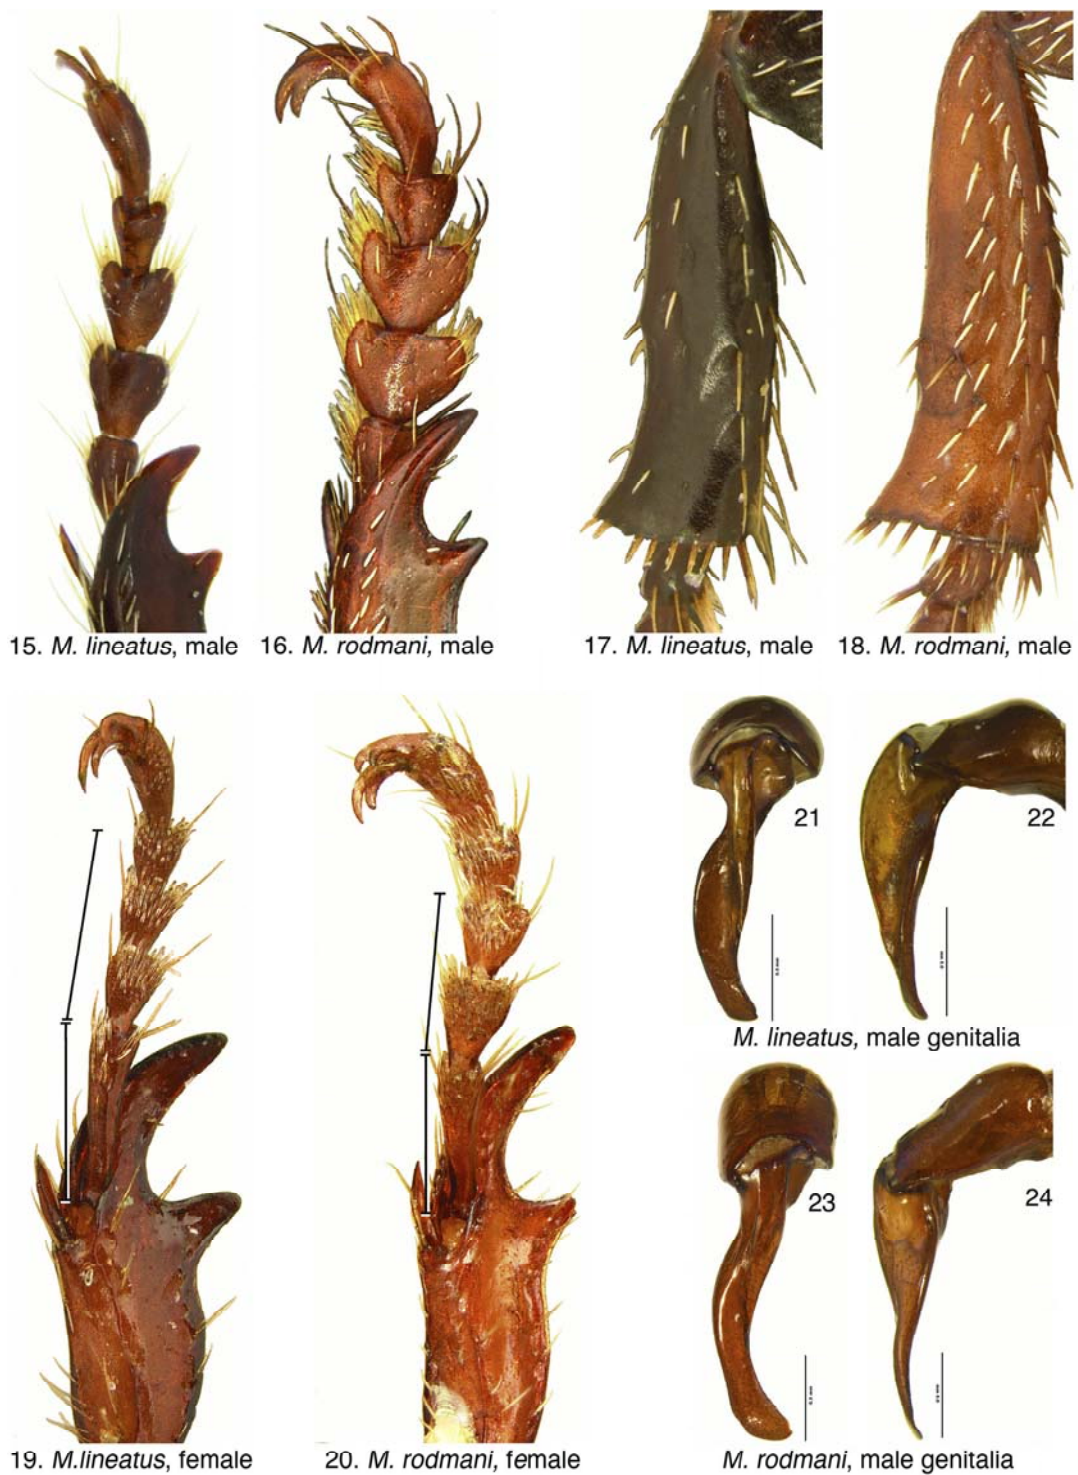 15. M. lineatus, male
16. M. rodmani, male
17. M. lineatus, male
18. M. rodmani, male
21
22
M. lineatus, male genitalia
23
24
19. M.lineatus, female
20. M. rodmani, female
M. rodmani, male genitalia